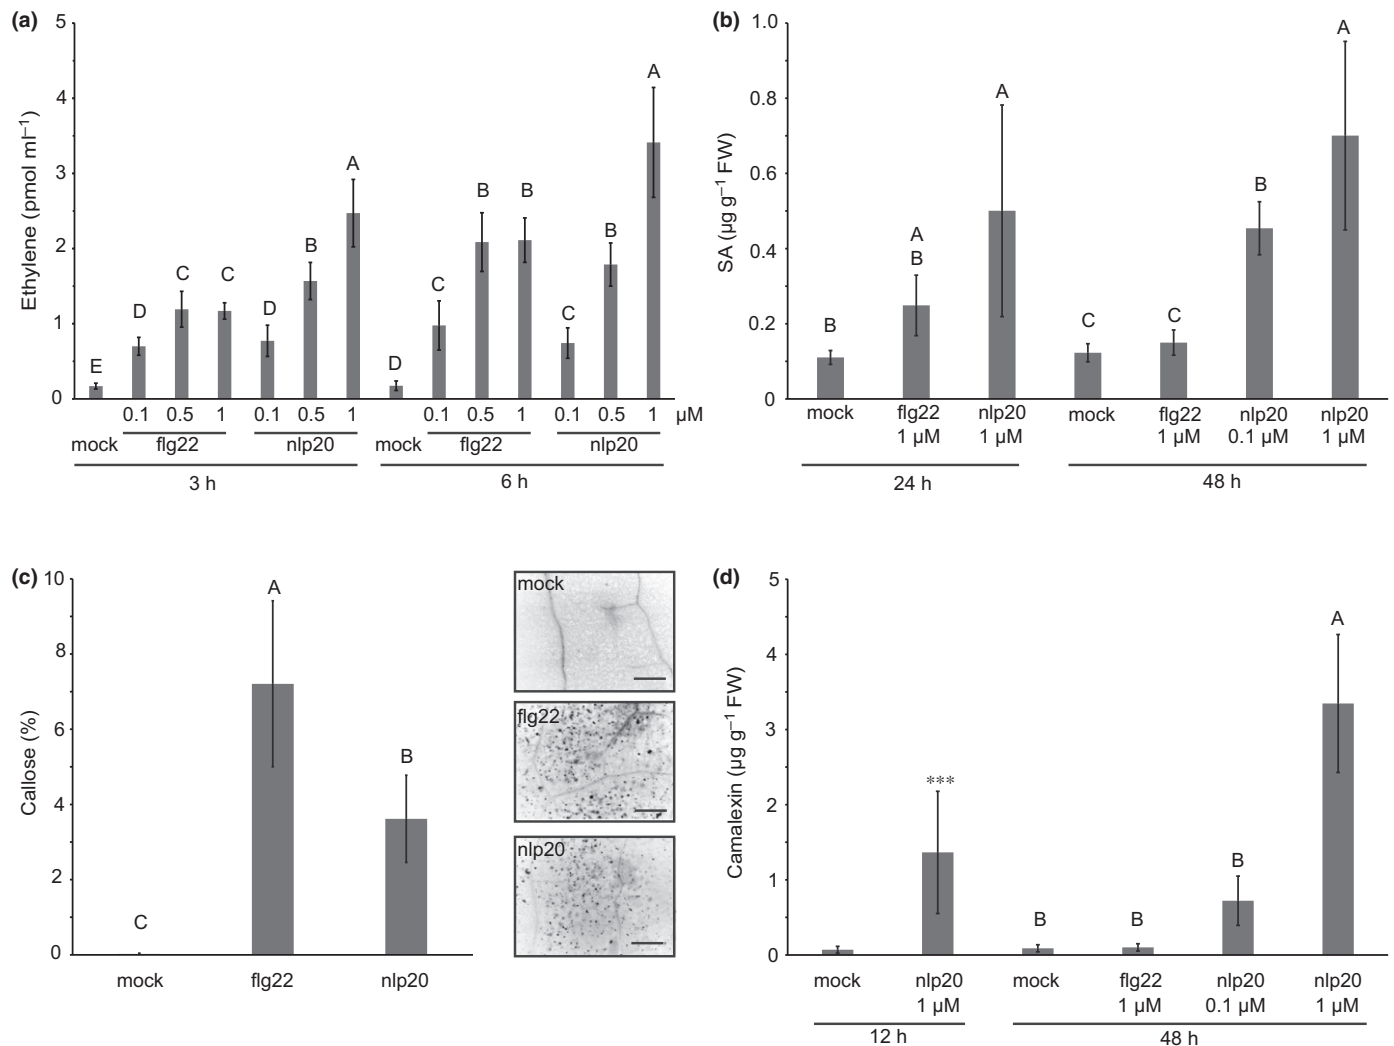 (a)
Ethylene (pmol ml⁻¹)
5
4
3
2
1
0
E
D
C
C
D
B
A
D
C
B
B
C
B
A
0.1 0.5 1 0.1 0.5 1 0.1 0.5 1 0.1 0.5 1 µM
mock flg22 nlp20 mock flg22 nlp20
3 h 6 h
(b)
SA (µg g⁻¹ FW)
1.0
0.8
0.6
0.4
0.2
0
B
A
B
A
C
C
B
A
mock flg22 nlp20 mock flg22 nlp20 nlp20
1 µM 1 µM 1 µM 0.1 µM 1 µM
24 h 48 h
(c)
Callose (%)
10
8
6
4
2
0
C
A
B
mock flg22 nlp20
mock
flg22
nlp20
(d)
Camalexin (µg g⁻¹ FW)
5
4
3
2
1
0
***
B
B
B
A
mock nlp20 mock flg22 nlp20 nlp20
1 µM 1 µM 0.1 µM 1 µM
12 h 48 h